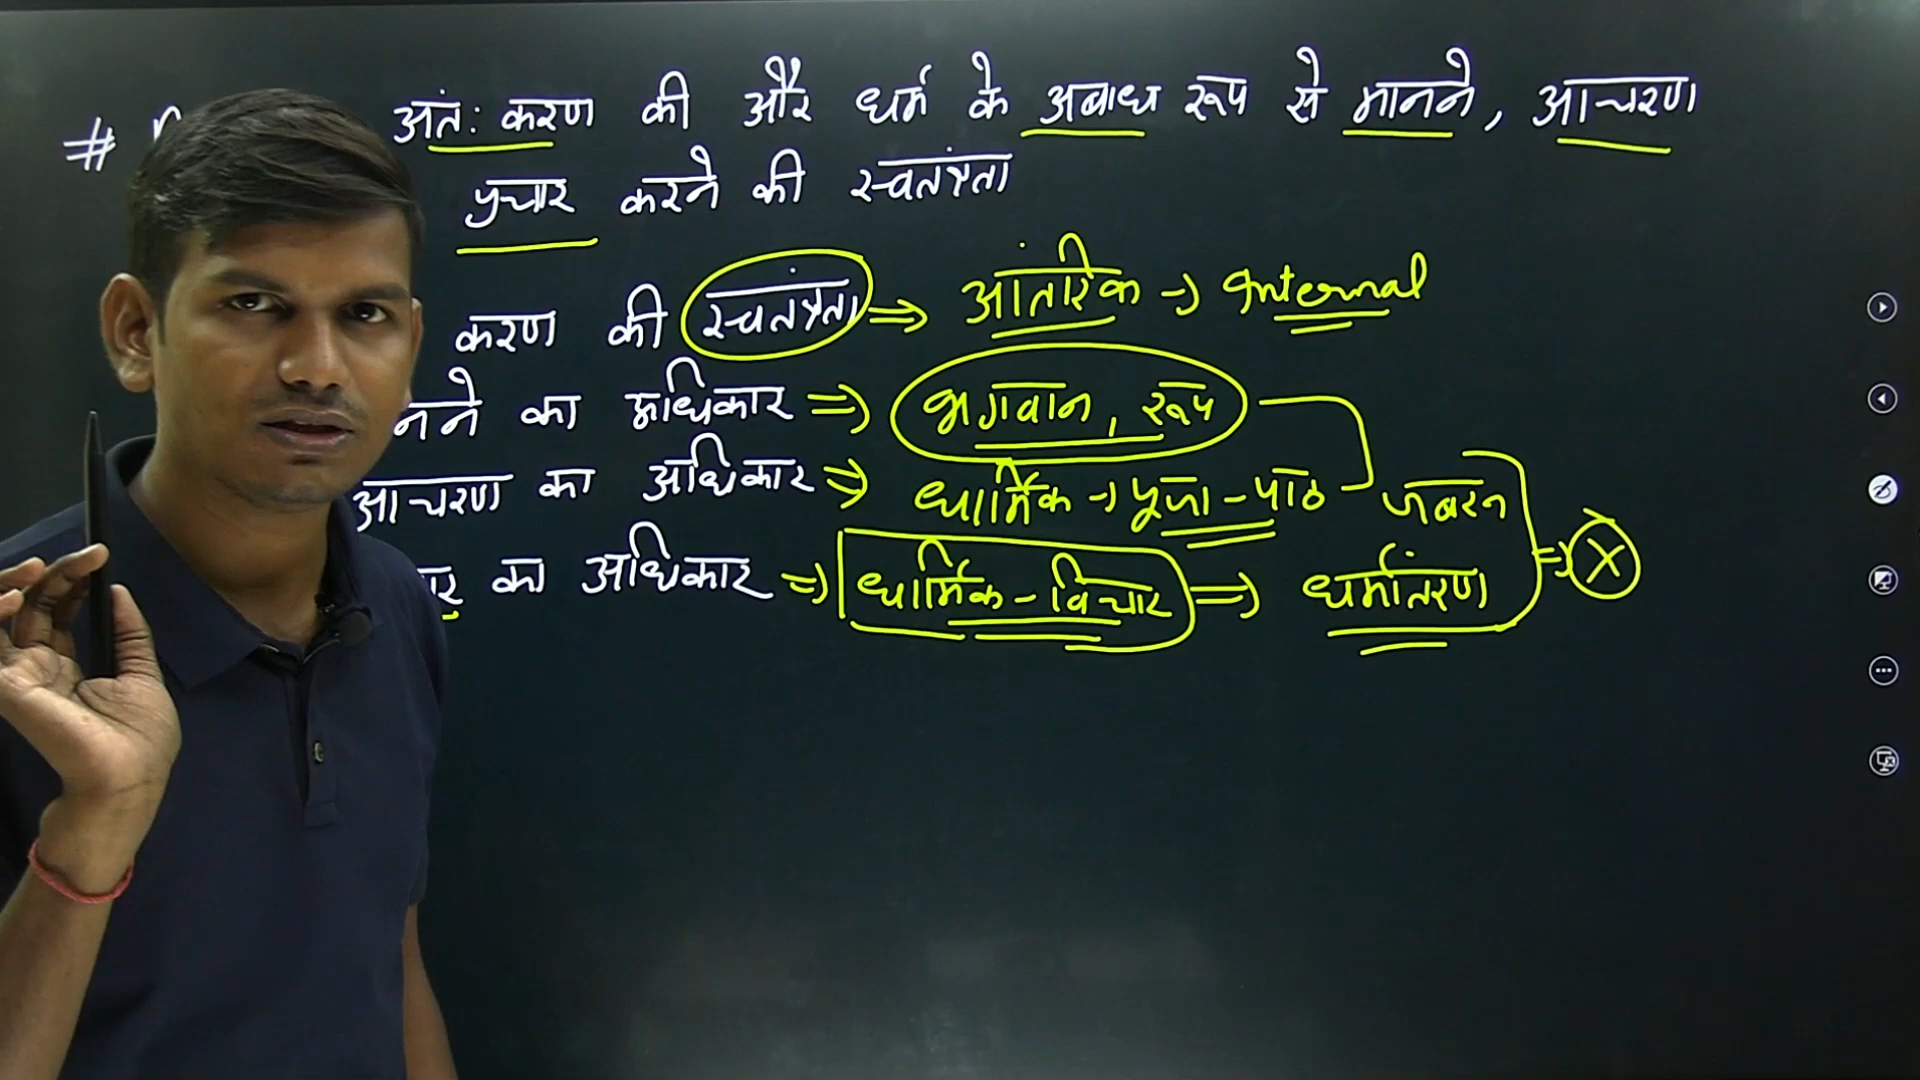 # अंत: करण की और धर्म के अबाध रूप से मानने, आचरण
प्रचार करने की स्वतंत्रता
करण की स्वतंत्रता ⇒ आंतरिक → Internal
नने का अधिकार ⇒ भगवान, रूप
आचरण का अधिकार ⇒ धार्मिक → पूजा-पाठ जबरन
ार का अधिकार ⇒ धार्मिक-विचार ⇒ धर्मांतरण ⇒ X